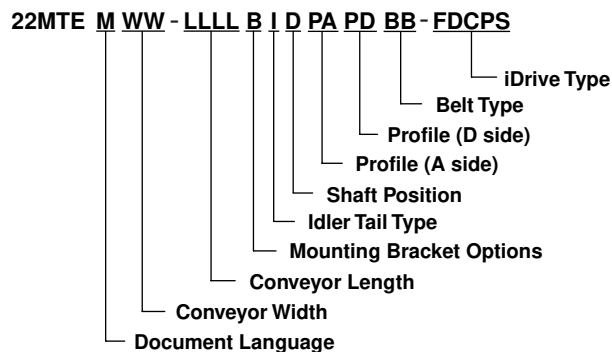 22MTE M WW - LLLL B I D PA PD BB - FDCPS
iDrive Type
Belt Type
Profile (D side)
Profile (A side)
Shaft Position
Idler Tail Type
Mounting Bracket Options
Conveyor Length
Conveyor Width
Document Language